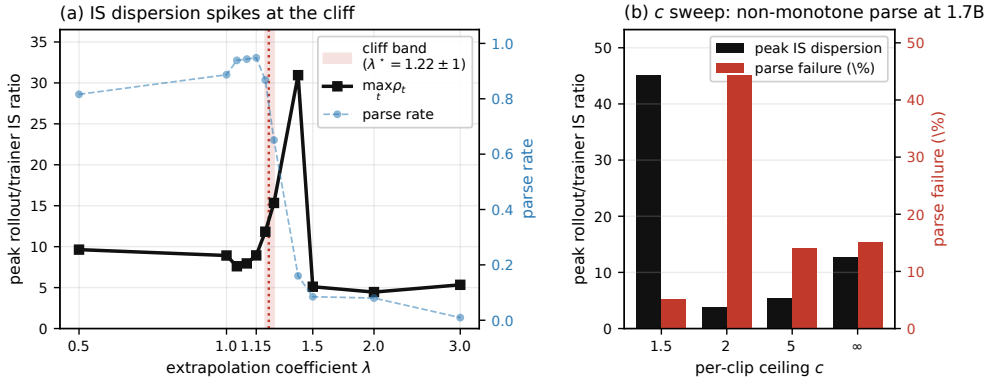 (a) IS dispersion spikes at the cliff
peak rollout/trainer IS ratio
35
30
25
20
15
10
5
0
cliff band
(λ* = 1.22 ± 1)
max ρt
t
parse rate
1.0
0.8
0.6
0.4
0.2
0.0
parse rate
0.5
1.0
1.15
1.5
2.0
3.0
extrapolation coefficient λ
(b) c sweep: non-monotone parse at 1.7B
peak rollout/trainer IS ratio
50
40
30
20
10
0
peak IS dispersion
parse failure (\%)
50
40
30
20
10
0
parse failure (\%)
1.5
2
5
∞
per-clip ceiling c